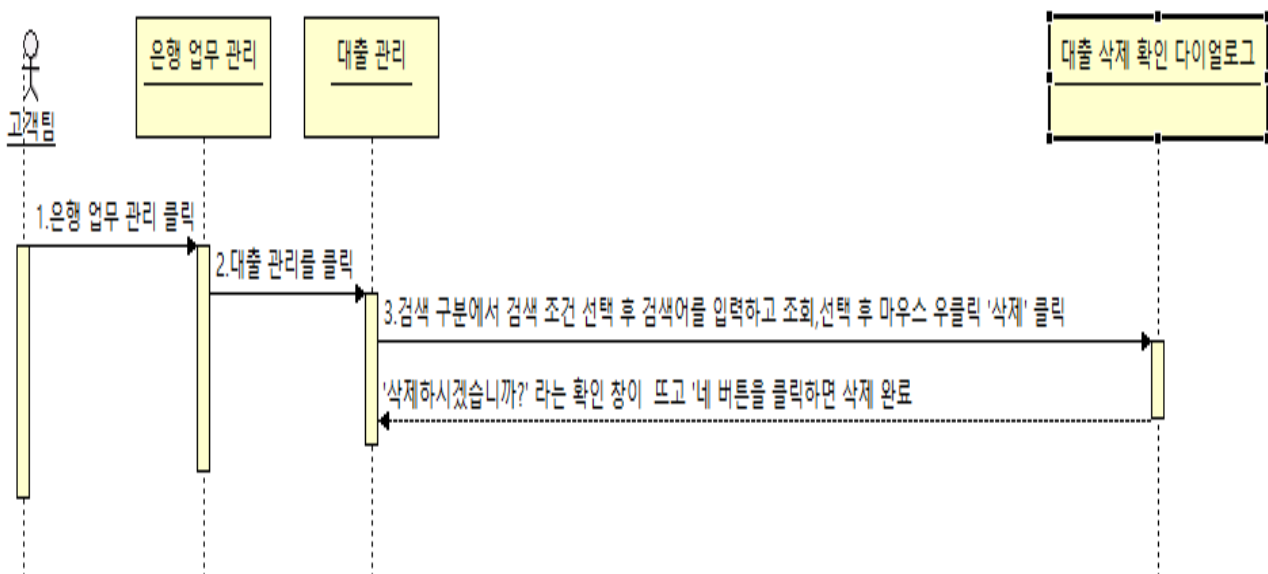 은행 업무 관리
대출 관리
대출 삭제 확인 다이얼로그
고객팀
1.은행 업무 관리 클릭
2.대출 관리를 클릭
3.검색 구분에서 검색 조건 선택 후 검색어를 입력하고 조회,선택 후 마우스 우클릭 '삭제' 클릭
'삭제하시겠습니까?' 라는 확인 창이 뜨고 '네 버튼을 클릭하면 삭제 완료